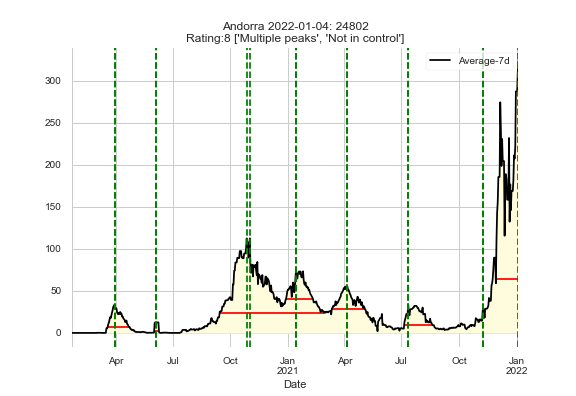 Andorra 2022-01-04: 24802
Rating:8 ['Multiple peaks', 'Not in control']
Average-7d
300
250
200
150
100
50
0
Apr Jul Oct Jan Apr Jul Oct Jan
2021 2022
Date